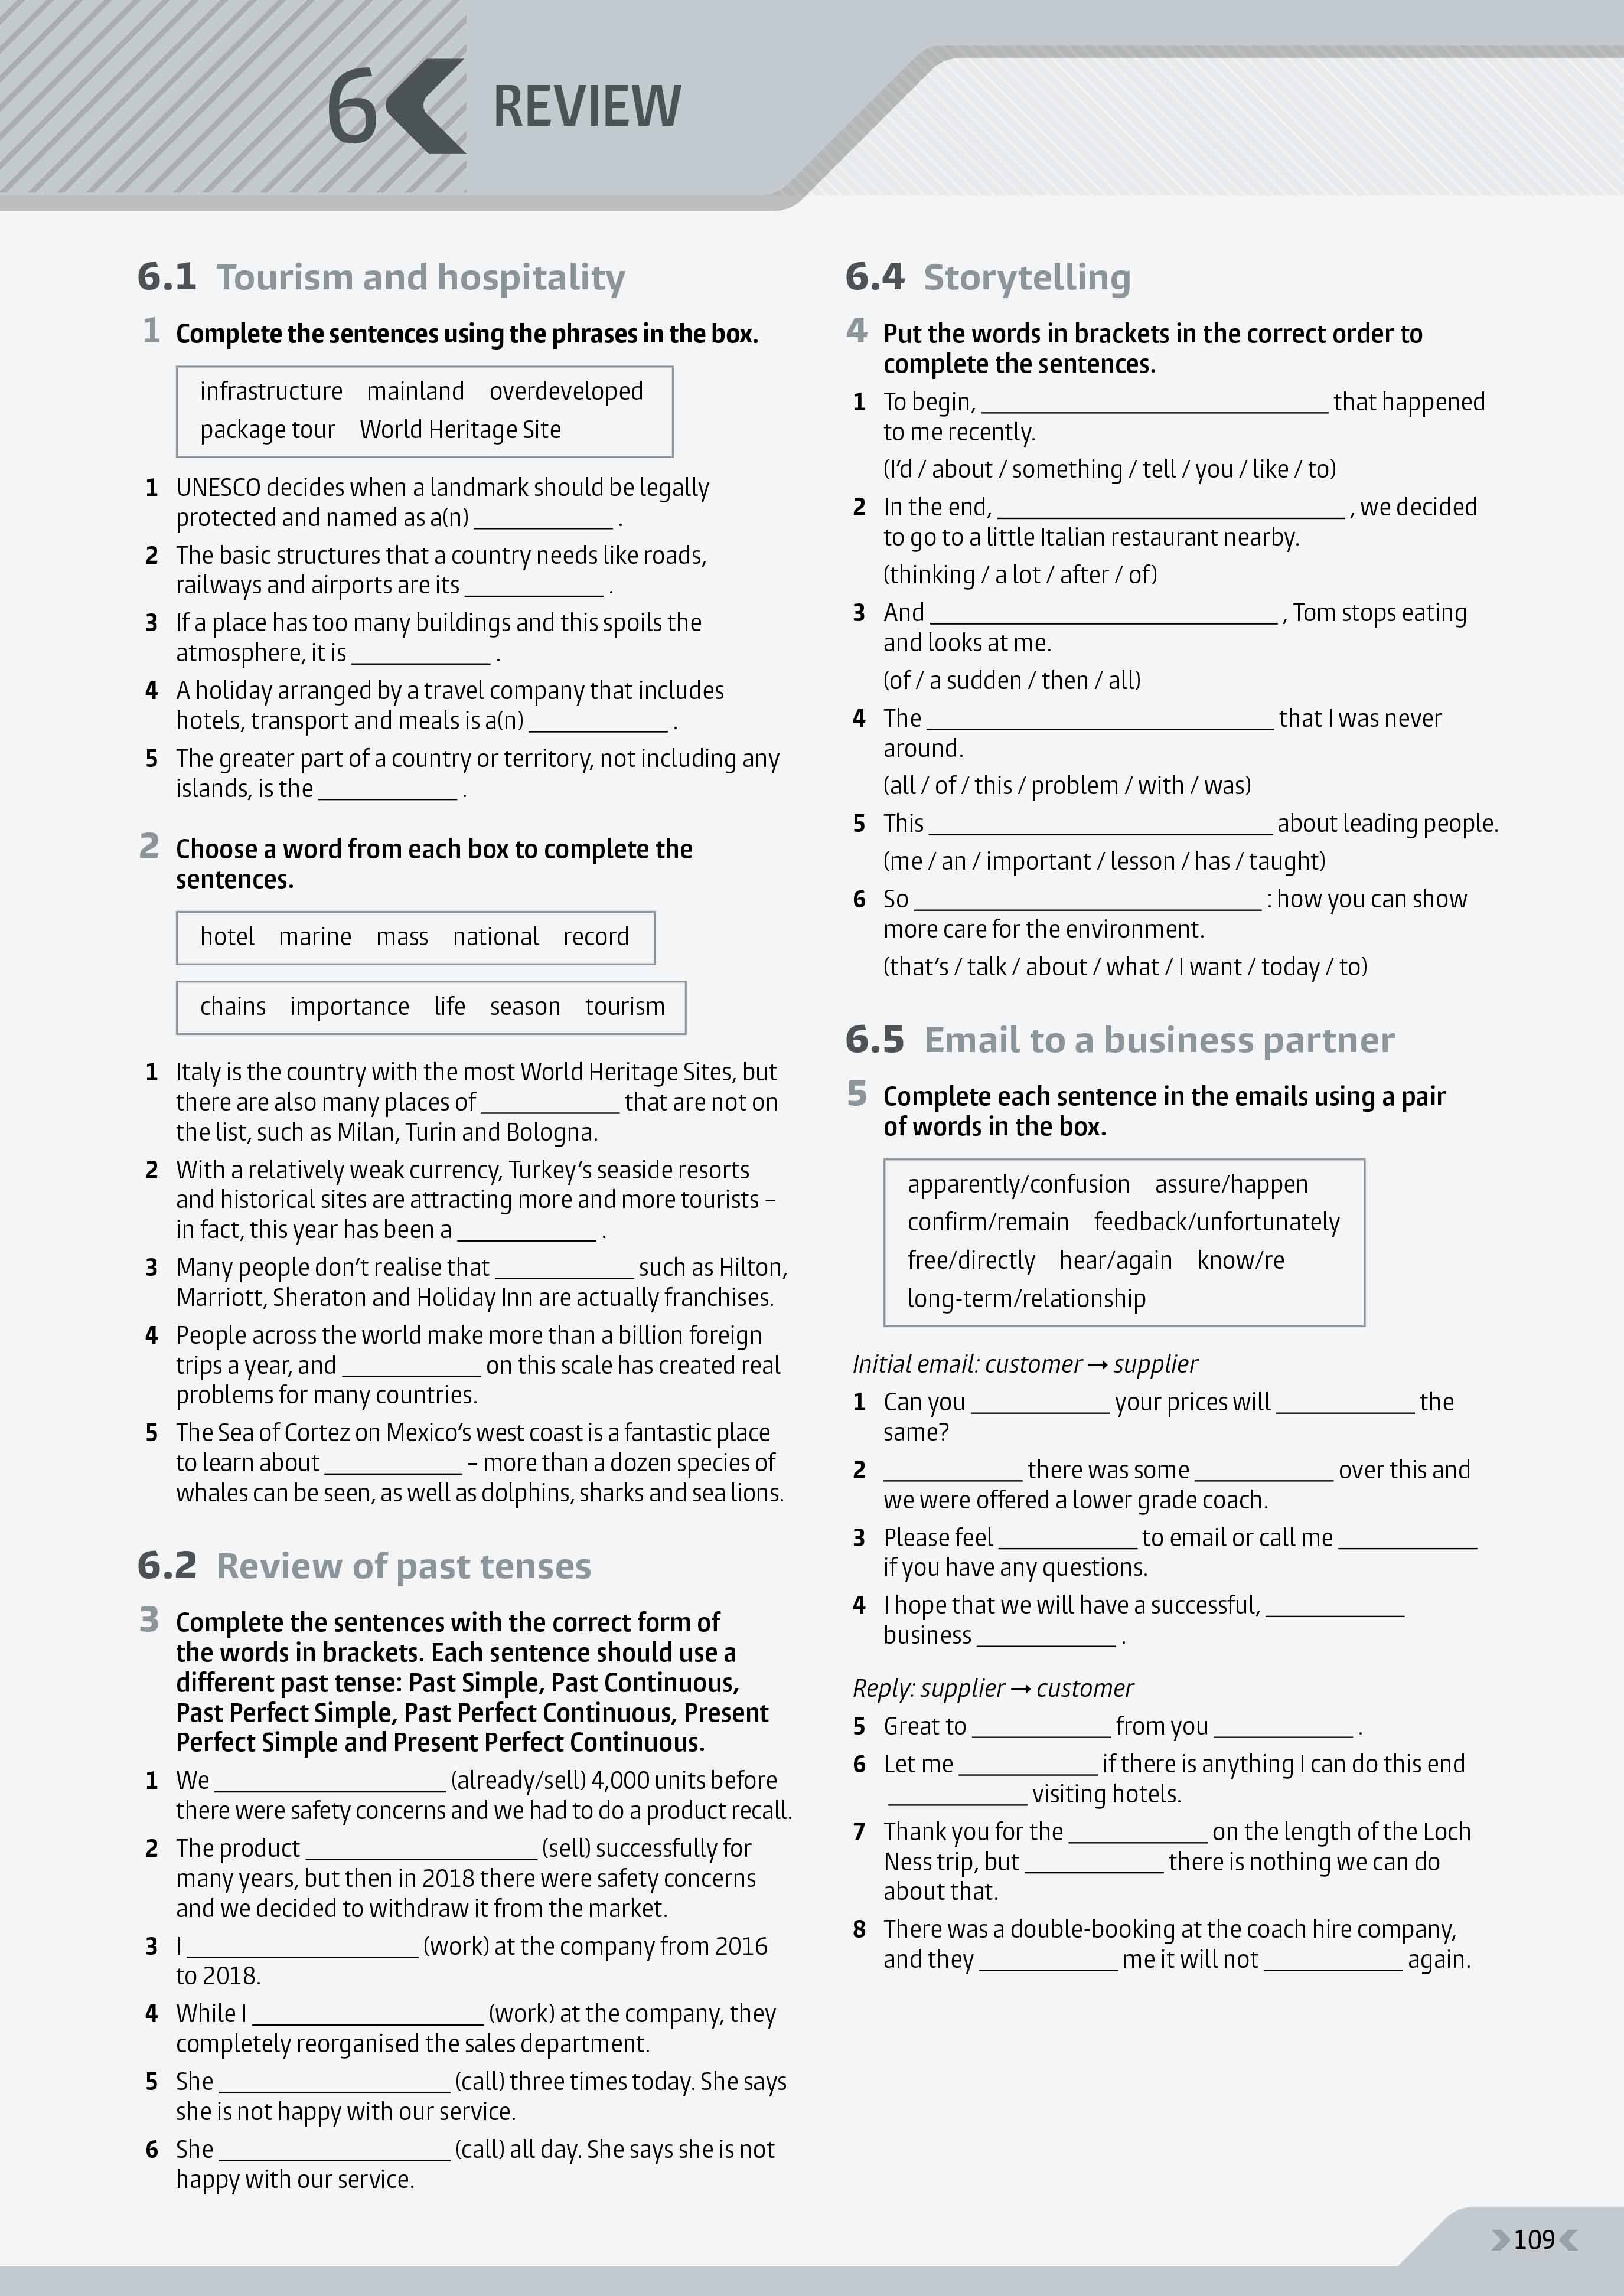 6 REVIEW
6.1 Tourism and hospitality
1 Complete the sentences using the phrases in the box.
infrastructure mainland overdeveloped
package tour World Heritage Site
1 UNESCO decides when a landmark should be legally
protected and named as a(n) ____________ .
2 The basic structures that a country needs like roads,
railways and airports are its ____________ .
3 If a place has too many buildings and this spoils the
atmosphere, it is ____________ .
4 A holiday arranged by a travel company that includes
hotels, transport and meals is a(n) ____________ .
5 The greater part of a country or territory, not including any
islands, is the ____________ .
2 Choose a word from each box to complete the
sentences.
hotel marine mass national record
chains importance life season tourism
1 Italy is the country with the most World Heritage Sites, but
there are also many places of ____________ that are not on
the list, such as Milan, Turin and Bologna.
2 With a relatively weak currency, Turkey’s seaside resorts
and historical sites are attracting more and more tourists –
in fact, this year has been a ____________ .
3 Many people don’t realise that ____________ such as Hilton,
Marriott, Sheraton and Holiday Inn are actually franchises.
4 People across the world make more than a billion foreign
trips a year, and ____________ on this scale has created real
problems for many countries.
5 The Sea of Cortez on Mexico’s west coast is a fantastic place
to learn about ____________ – more than a dozen species of
whales can be seen, as well as dolphins, sharks and sea lions.
6.2 Review of past tenses
3 Complete the sentences with the correct form of
the words in brackets. Each sentence should use a
different past tense: Past Simple, Past Continuous,
Past Perfect Simple, Past Perfect Continuous, Present
Perfect Simple and Present Perfect Continuous.
1 We ____________________ (already/sell) 4,000 units before
there were safety concerns and we had to do a product recall.
2 The product ____________________ (sell) successfully for
many years, but then in 2018 there were safety concerns
and we decided to withdraw it from the market.
3 I ____________________ (work) at the company from 2016
to 2018.
4 While I ____________________ (work) at the company, they
completely reorganised the sales department.
5 She ____________________ (call) three times today. She says
she is not happy with our service.
6 She ____________________ (call) all day. She says she is not
happy with our service.
6.4 Storytelling
4 Put the words in brackets in the correct order to
complete the sentences.
1 To begin, ______________________________ that happened
to me recently.
(I’d / about / something / tell / you / like / to)
2 In the end, ______________________________ , we decided
to go to a little Italian restaurant nearby.
(thinking / a lot / after / of)
3 And ______________________________ , Tom stops eating
and looks at me.
(of / a sudden / then / all)
4 The ______________________________ that I was never
around.
(all / of / this / problem / with / was)
5 This ______________________________ about leading people.
(me / an / important / lesson / has / taught)
6 So ______________________________ : how you can show
more care for the environment.
(that’s / talk / about / what / I want / today / to)
6.5 Email to a business partner
5 Complete each sentence in the emails using a pair
of words in the box.
apparently/confusion assure/happen
confirm/remain feedback/unfortunately
free/directly hear/again know/re
long-term/relationship
Initial email: customer → supplier
1 Can you ____________ your prices will ____________ the
same?
2 ____________ there was some ____________ over this and
we were offered a lower grade coach.
3 Please feel ____________ to email or call me ____________
if you have any questions.
4 I hope that we will have a successful, ____________
business ____________ .
Reply: supplier → customer
5 Great to ____________ from you ____________ .
6 Let me ____________ if there is anything I can do this end
____________ visiting hotels.
7 Thank you for the ____________ on the length of the Loch
Ness trip, but ____________ there is nothing we can do
about that.
8 There was a double-booking at the coach hire company,
and they ____________ me it will not ____________ again.
109